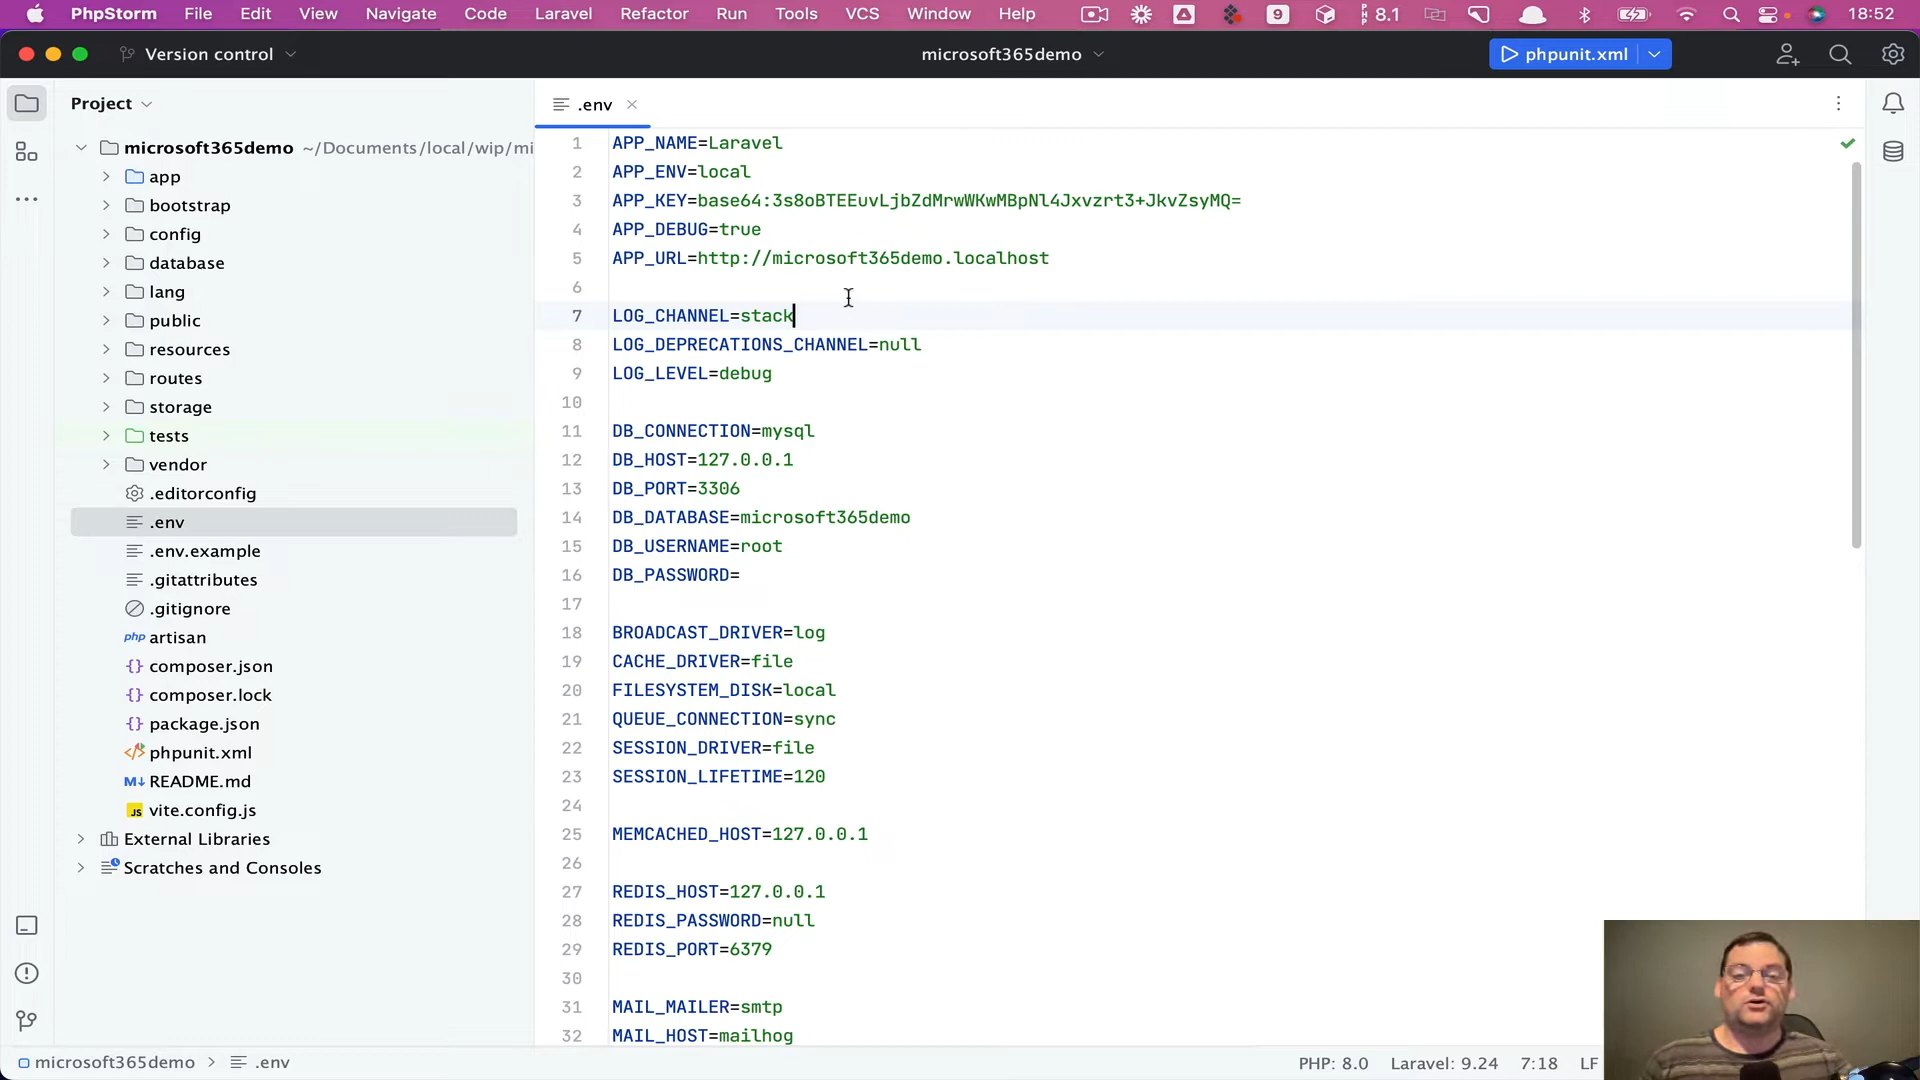 PhpStorm File Edit View Navigate Code Laravel Refactor Run Tools VCS Window Help 9 PHP 8.1 18:52
Version control microsoft365demo phpunit.xml
Project
microsoft365demo ~/Documents/local/wip/mi
app
bootstrap
config
database
lang
public
resources
routes
storage
tests
vendor
.editorconfig
.env
.env.example
.gitattributes
.gitignore
php artisan
{} composer.json
{} composer.lock
{} package.json
phpunit.xml
M↓ README.md
JS vite.config.js
External Libraries
Scratches and Consoles
.env
1 APP_NAME=Laravel
2 APP_ENV=local
3 APP_KEY=base64:3s8oBTEEuvLjbZdMrwWKwMBpNl4Jxvzrt3+JkvZsyMQ=
4 APP_DEBUG=true
5 APP_URL=http://microsoft365demo.localhost
6
7 LOG_CHANNEL=stack
8 LOG_DEPRECATIONS_CHANNEL=null
9 LOG_LEVEL=debug
10
11 DB_CONNECTION=mysql
12 DB_HOST=127.0.0.1
13 DB_PORT=3306
14 DB_DATABASE=microsoft365demo
15 DB_USERNAME=root
16 DB_PASSWORD=
17
18 BROADCAST_DRIVER=log
19 CACHE_DRIVER=file
20 FILESYSTEM_DISK=local
21 QUEUE_CONNECTION=sync
22 SESSION_DRIVER=file
23 SESSION_LIFETIME=120
24
25 MEMCACHED_HOST=127.0.0.1
26
27 REDIS_HOST=127.0.0.1
28 REDIS_PASSWORD=null
29 REDIS_PORT=6379
30
31 MAIL_MAILER=smtp
32 MAIL_HOST=mailhog
microsoft365demo > .env PHP: 8.0 Laravel: 9.24 7:18 LF